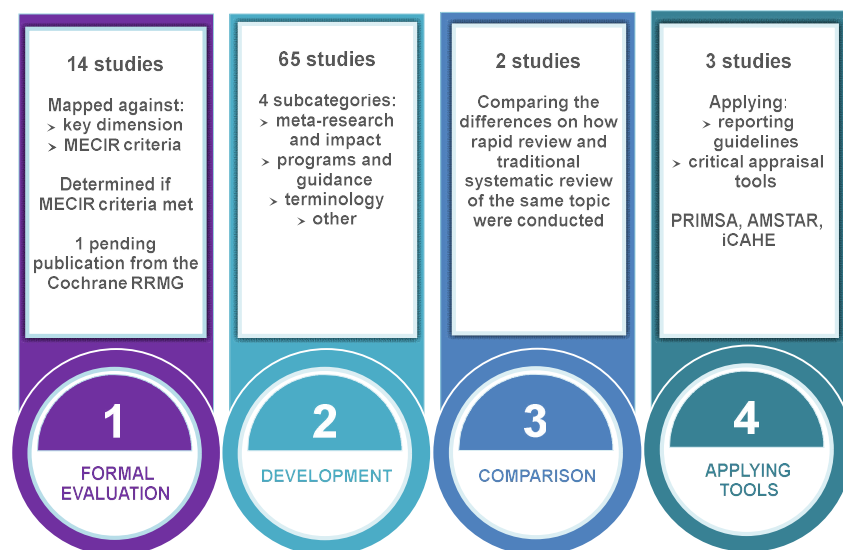 14 studies
Mapped against:
➢ key dimension
➢ MECIR criteria
Determined if
MECIR criteria met
1 pending
publication from the
Cochrane RRMG
1
FORMAL
EVALUATION
65 studies
4 subcategories:
➢ meta-research
and impact
➢ programs and
guidance
➢ terminology
➢ other
2
DEVELOPMENT
2 studies
Comparing the
differences on how
rapid review and
traditional
systematic review
of the same topic
were conducted
3
COMPARISON
3 studies
Applying:
➢ reporting
guidelines
➢ critical appraisal
tools
PRIMSA, AMSTAR,
iCAHE
4
APPLYING
TOOLS